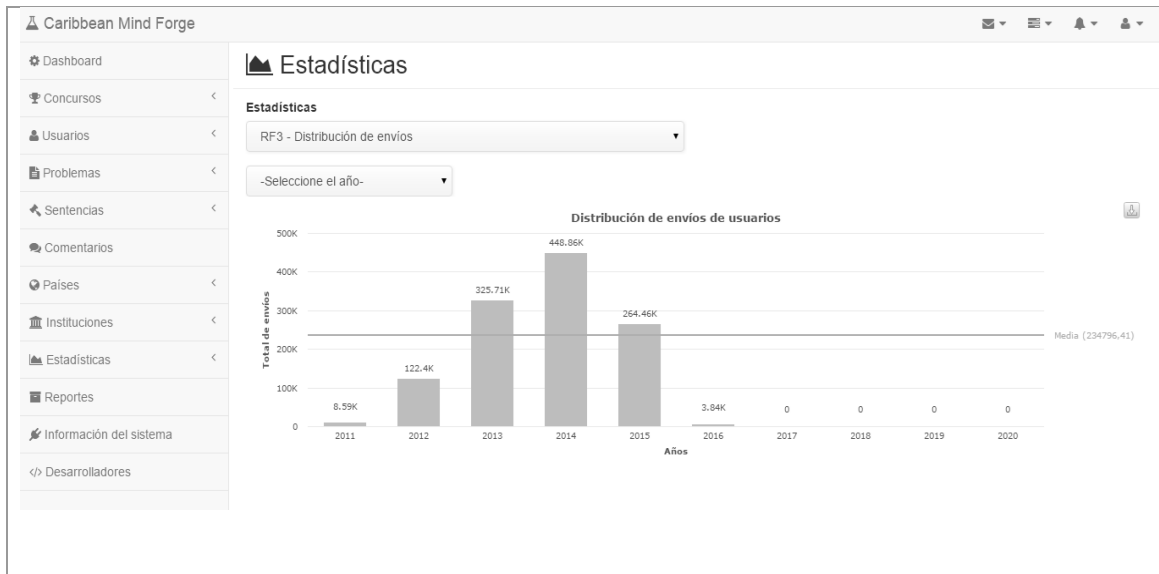 Caribbean Mind Forge
Dashboard
Concursos
Usuarios
Problemas
Sentencias
Comentarios
Países
Instituciones
Estadísticas
Reportes
Información del sistema
Desarrolladores
Estadísticas
Estadísticas
RF3 - Distribución de envíos
-Seleccione el año-
Distribución de envíos de usuarios
Total de envíos
500K
400K
300K
200K
100K
0
8.59K
122.4K
325.71K
448.86K
264.46K
3.84K
0
0
0
0
Media (234796,41)
2011 2012 2013 2014 2015 2016 2017 2018 2019 2020
Años